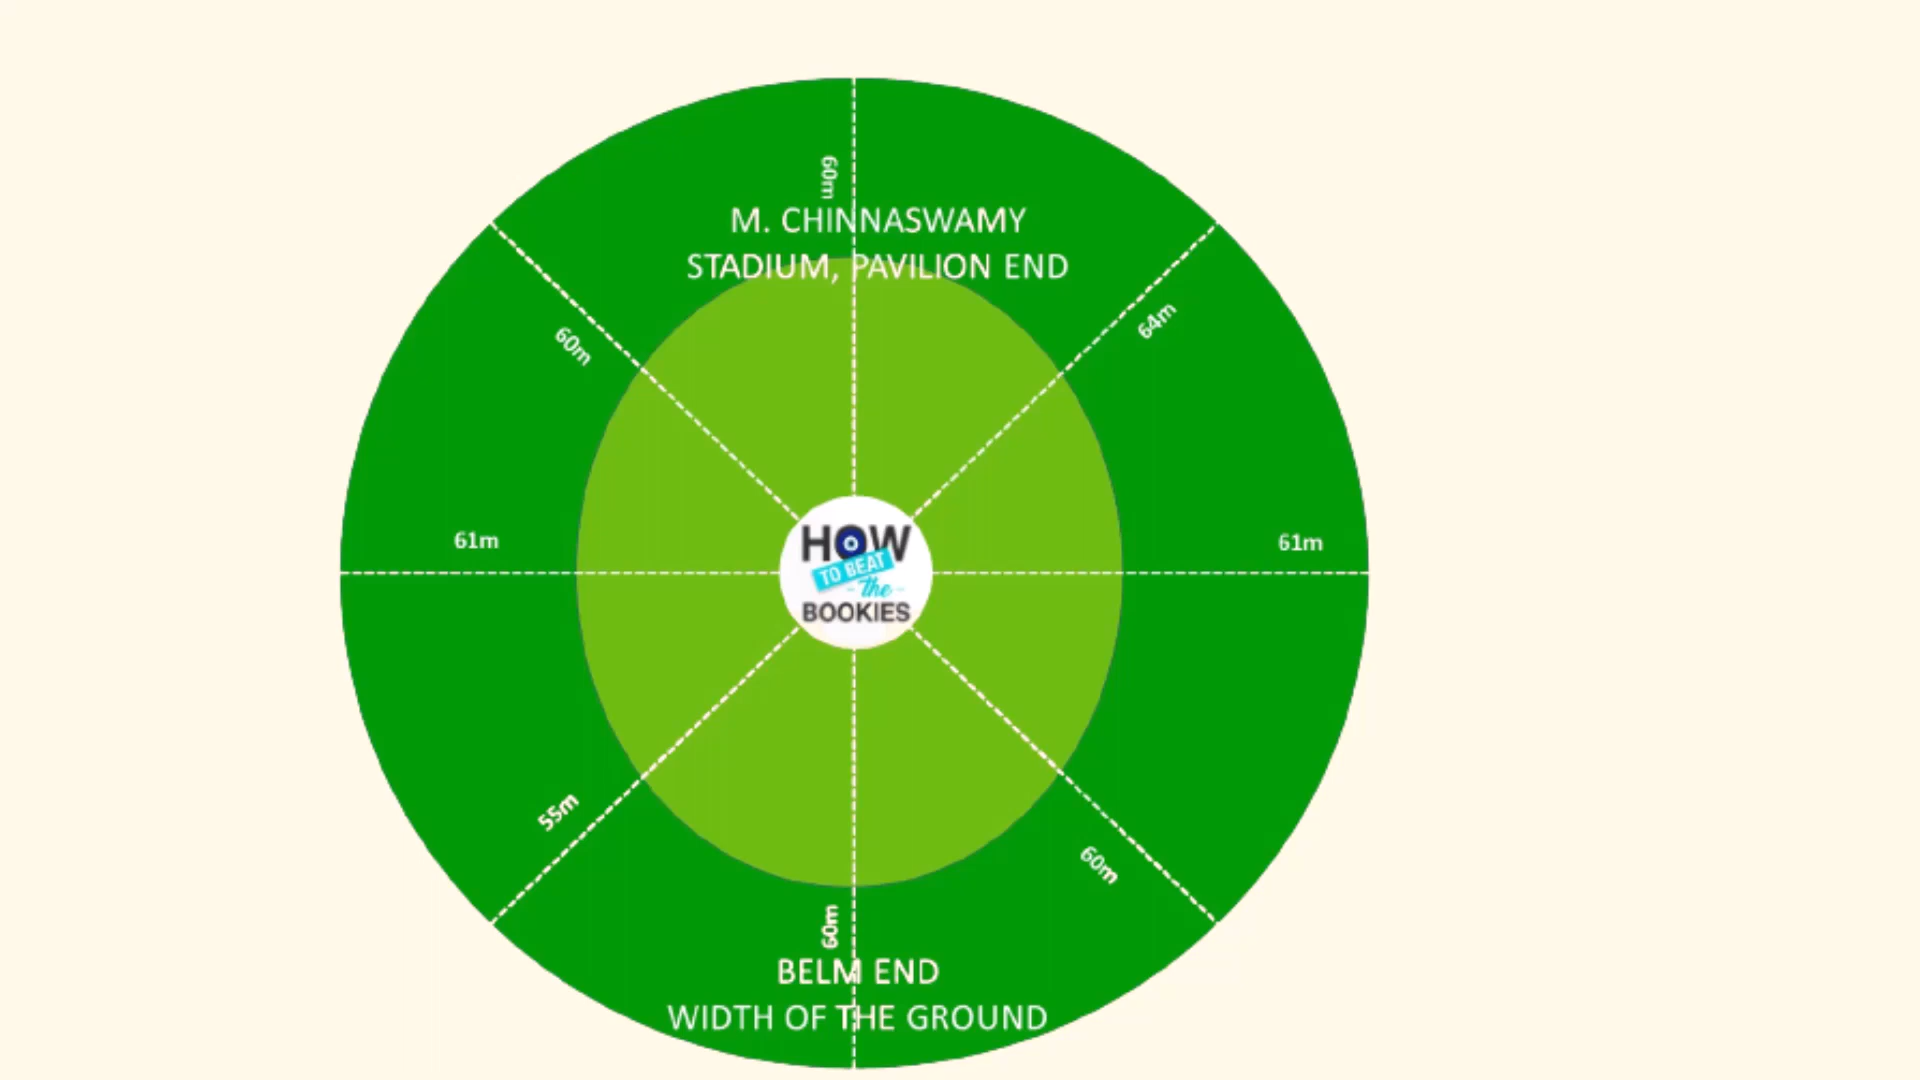 60m
M. CHINNASWAMY
STADIUM, PAVILION END
60m
64m
61m
61m
HOW
TO BEAT
- the -
BOOKIES
55m
60m
60m
BELM END
WIDTH OF THE GROUND